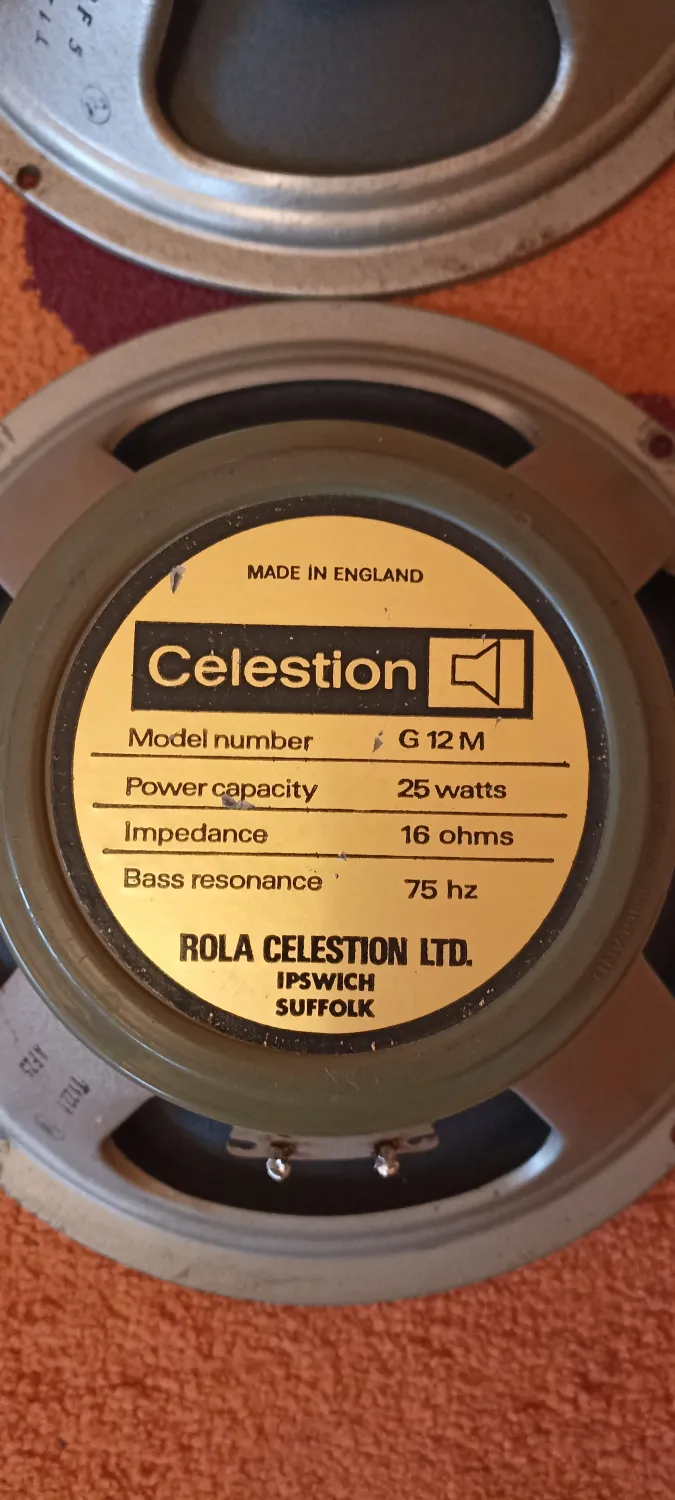 MADE IN ENGLAND
Celestion
Model number G 12 M
Power capacity 25 watts
Impedance 16 ohms
Bass resonance 75 hz
ROLA CELESTION LTD.
IPSWICH
SUFFOLK